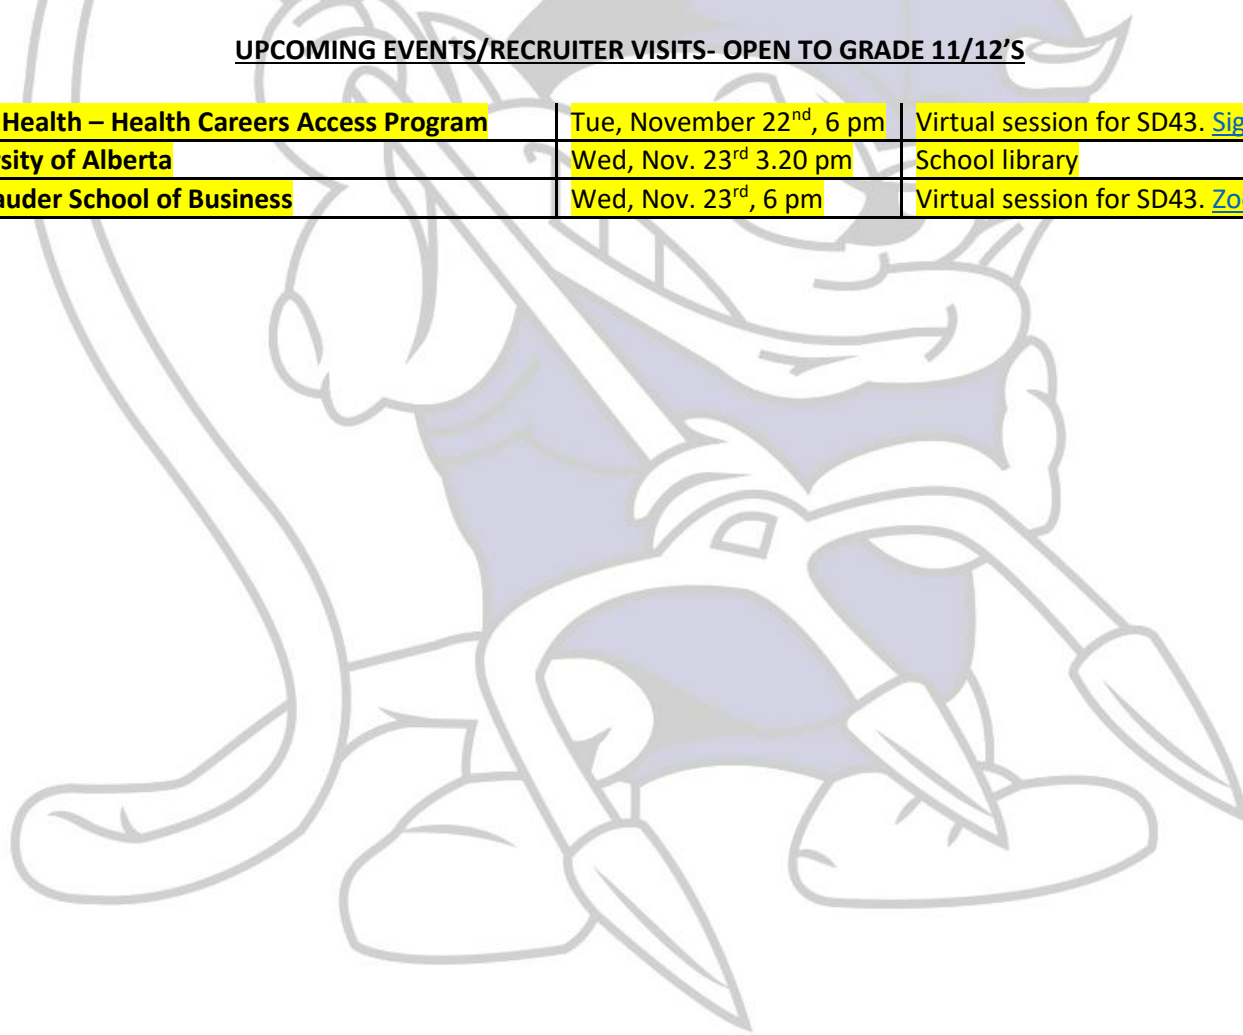 UPCOMING EVENTS/RECRUITER VISITS- OPEN TO GRADE 11/12’S
Health – Health Careers Access Program Tue, November 22nd, 6 pm Virtual session for SD43.
of Alberta Wed, Nov. 23rd 3.20 pm School library
School of Business Wed, Nov. 23rd, 6 pm Virtual session for SD43.